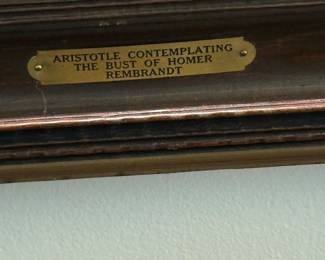 ARISTOTLE CONTEMPLATING
THE BUST OF HOMER
REMBRANDT